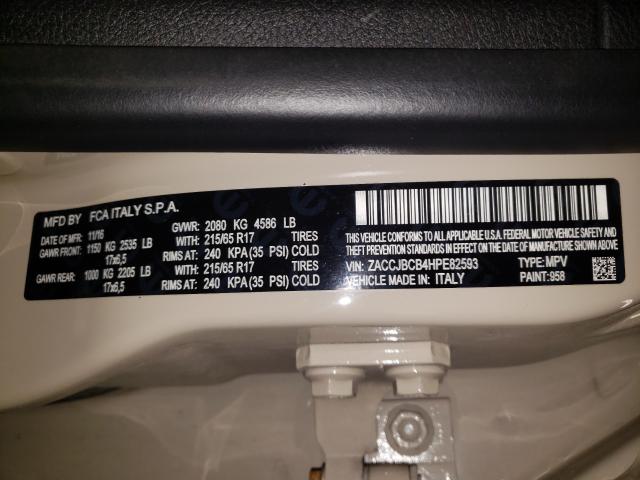 MFD BY FCA ITALY S.P.A.
DATE OF MFR: 11/16 GVWR: 2080 KG 4586 LB
GAWR FRONT: 1150 KG 2535 LB WITH: 215/65 R17 TIRES
17x6,5 RIMS AT: 240 KPA (35 PSI) COLD
GAWR REAR: 1000 KG 2205 LB WITH: 215/65 R17 TIRES
17x6,5 RIMS AT: 240 KPA (35 PSI) COLD
THIS VEHICLE CONFORMS TO ALL APPLICABLE U.S.A. FEDERAL MOTOR VEHICLE SAFETY, BUMPER,
AND THEFT PREVENTION STANDARDS IN EFFECT ON THE DATE OF MANUFACTURE SHOWN ABOVE.
VIN: ZACCJBCB4HPE82593 TYPE: MPV
VEHICLE MADE IN: ITALY PAINT: 958